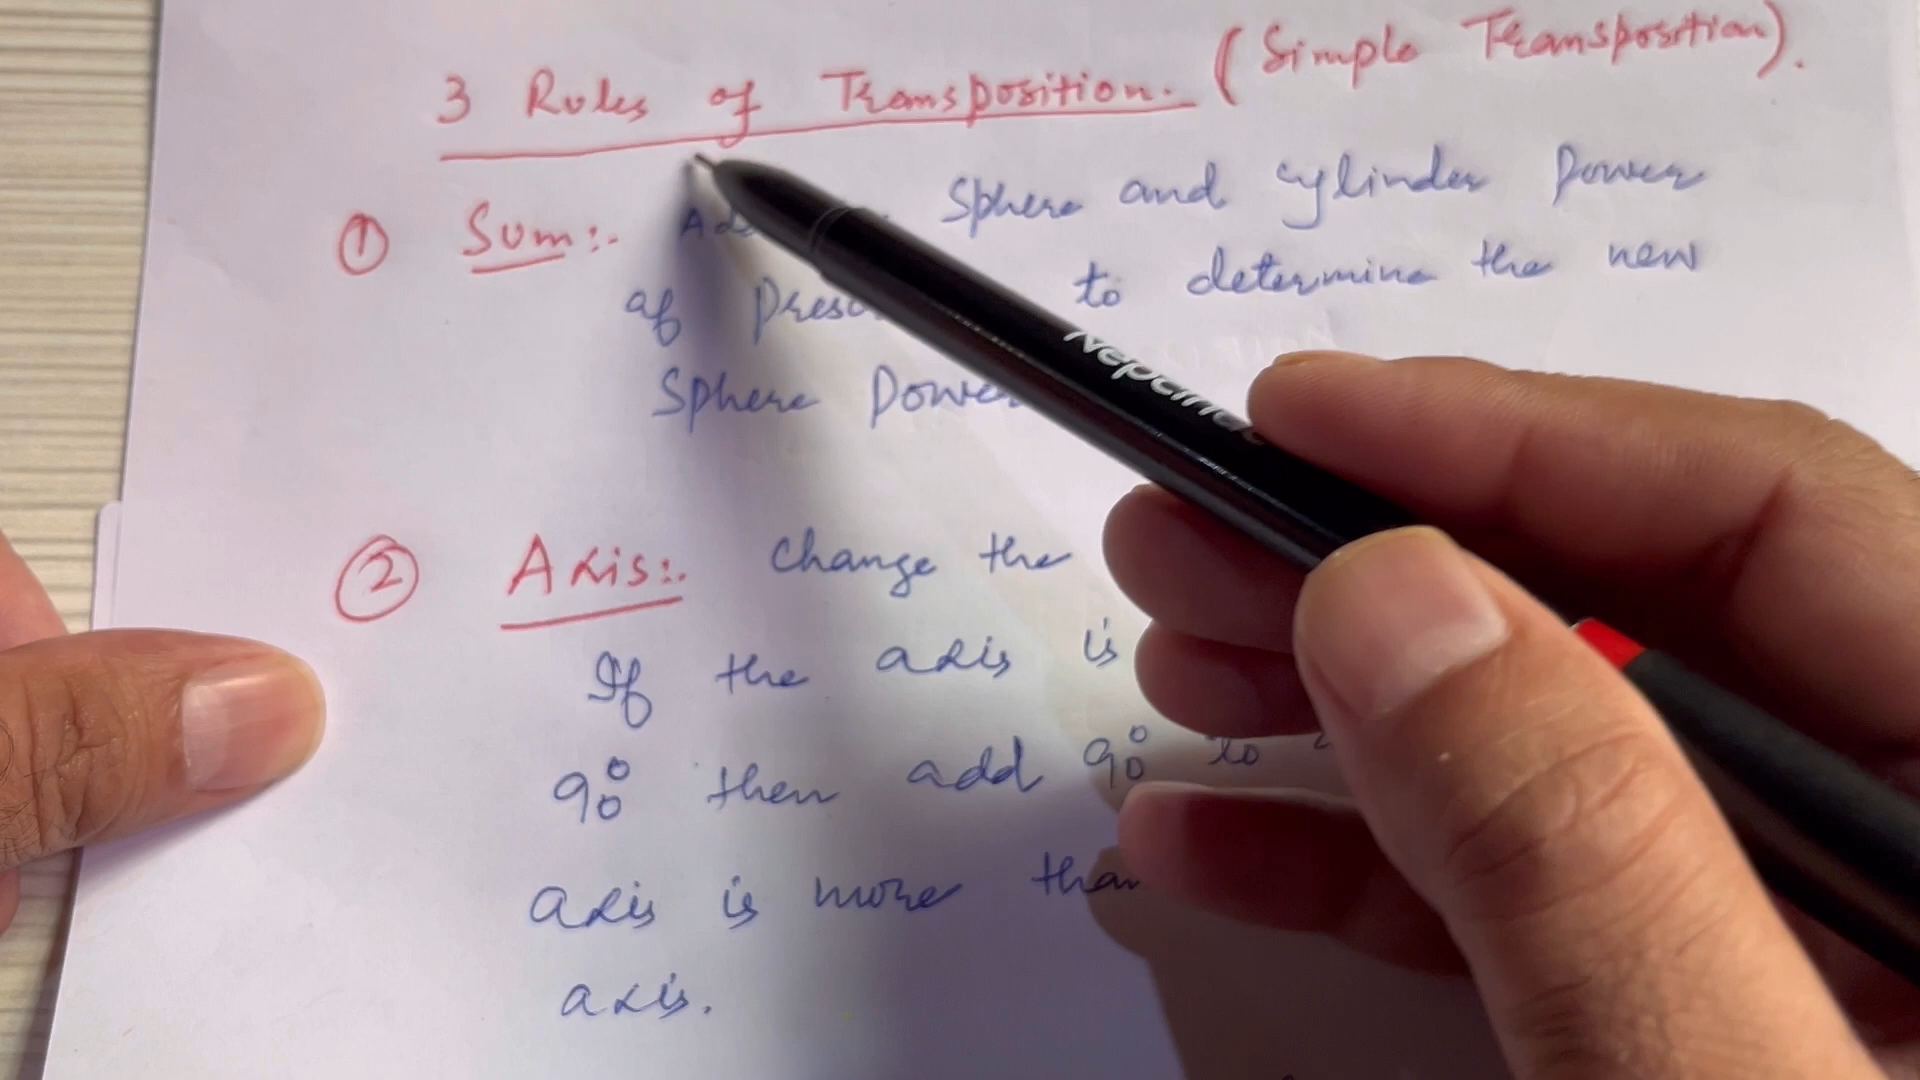 3 Rules of Transposition. (Simple Transposition).
① Sum:- Sphere and cylinder power
of to determine the new
Sphere Power
② Axis:- Change the
If the axis is
90° then add 90° to
axis is more than
axis.